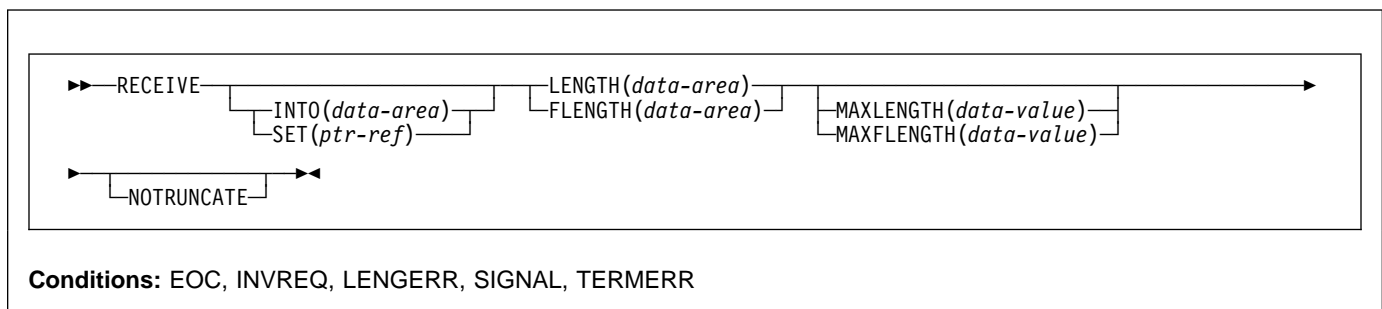 RECEIVE LENGTH(data-area)
INTO(data-area) FLENGTH(data-area) MAXLENGTH(data-value)
SET(ptr-ref) MAXFLENGTH(data-value)
NOTRUNCATE
Conditions: EOC, INVREQ, LENGERR, SIGNAL, TERMERR